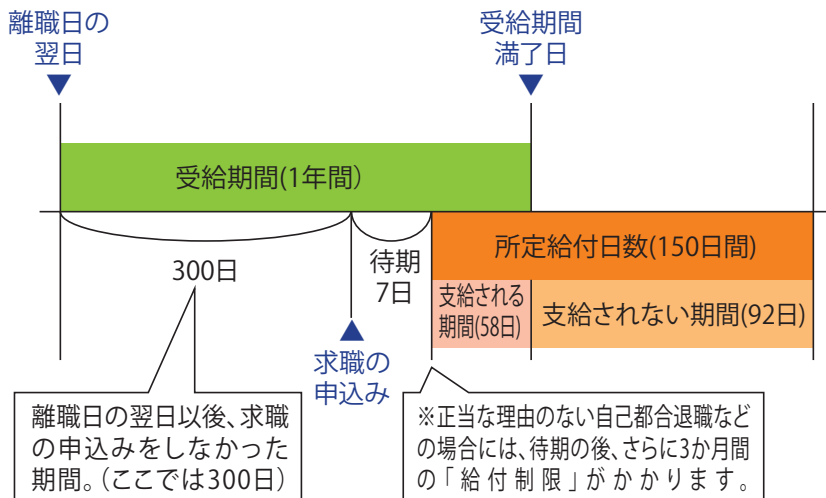 離職日の
翌日
受給期間
満了日
受給期間(1年間)
300日
待期
7日
所定給付日数(150日間)
支給される
期間(58日)
支給されない期間(92日)
求職の
申込み
離職日の翌日以後、求職
の申込みをしなかった
期間。(ここでは300日)
※正当な理由のない自己都合退職など
の場合には、待期の後、さらに3か月間
の「給付制限」がかかります。